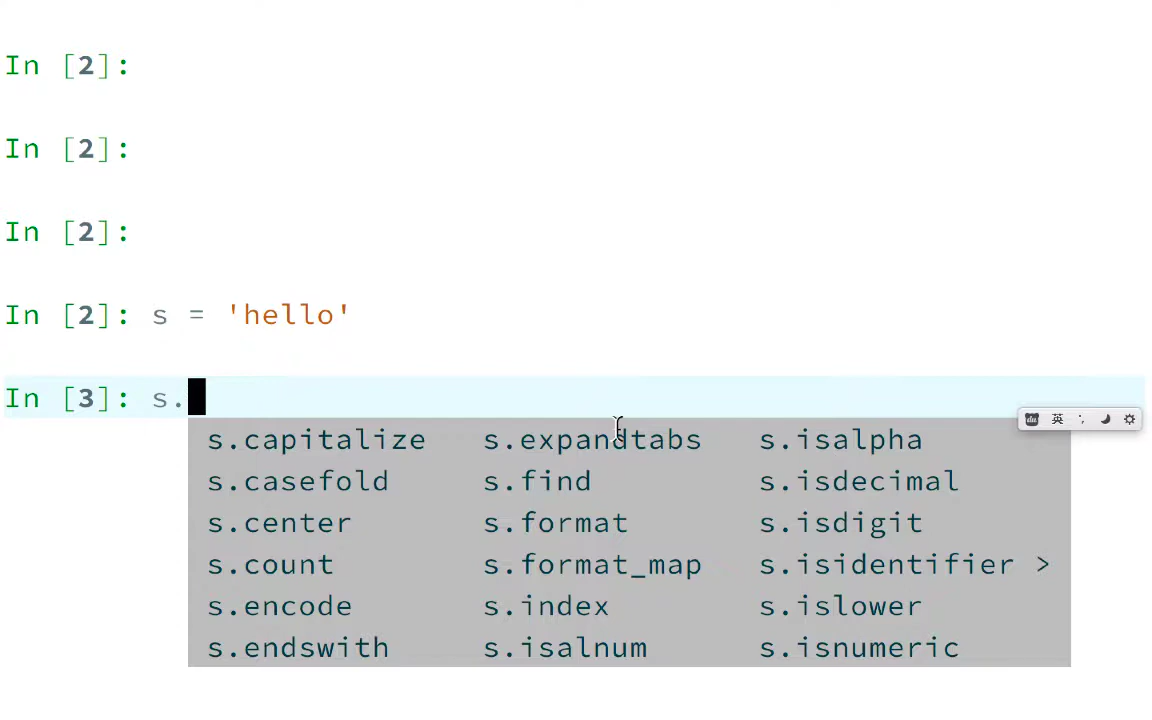 In [2]:
In [2]:
In [2]:
In [2]: s = 'hello'
In [3]: s.
英
s.capitalize s.expandtabs s.isalpha
s.casefold s.find s.isdecimal
s.center s.format s.isdigit
s.count s.format_map s.isidentifier >
s.encode s.index s.islower
s.endswith s.isalnum s.isnumeric